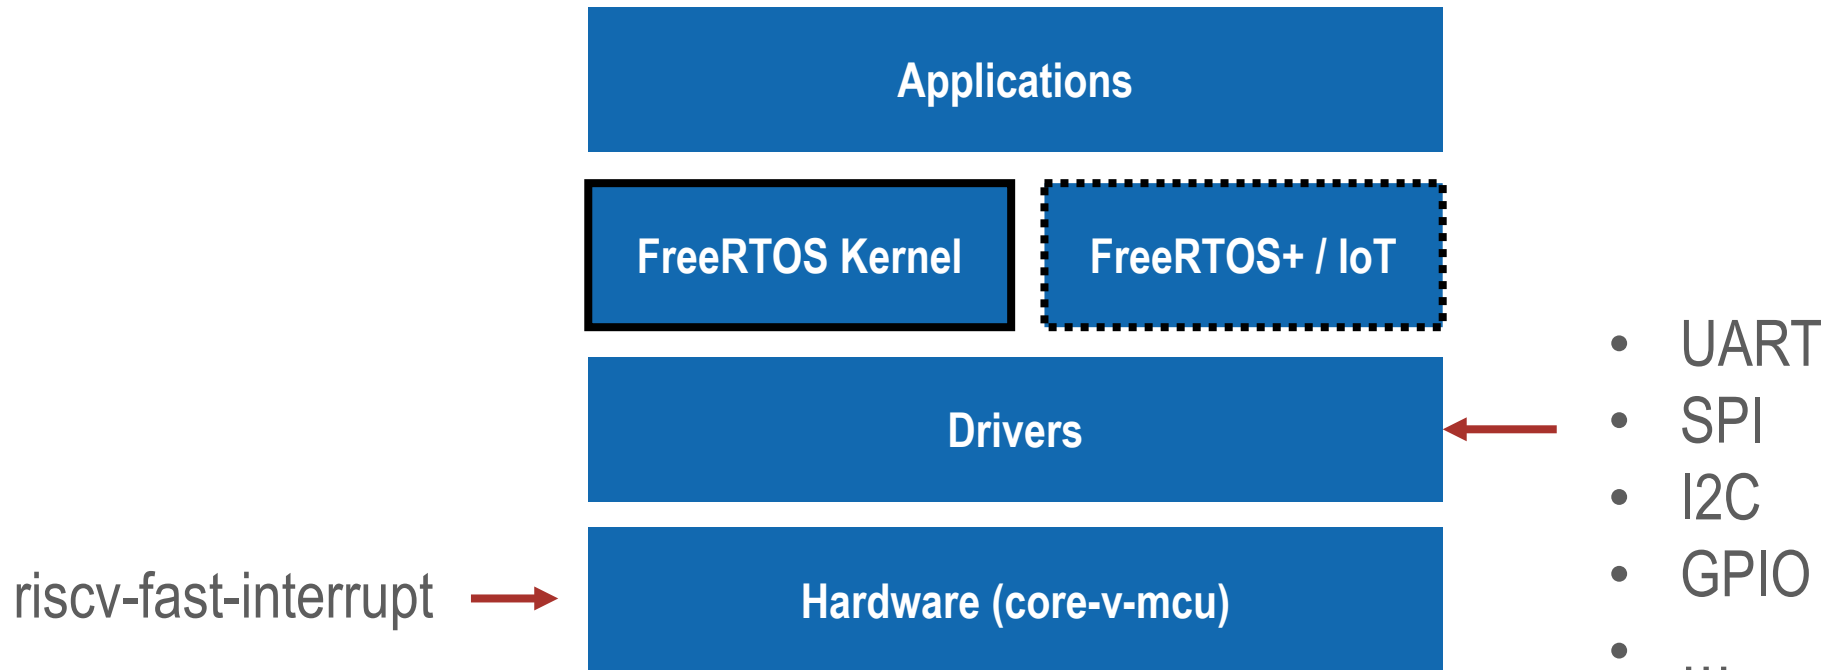 Applications
FreeRTOS Kernel
FreeRTOS+ / IoT
Drivers
• UART
• SPI
• I2C
• GPIO
• ...
riscv-fast-interrupt
Hardware (core-v-mcu)